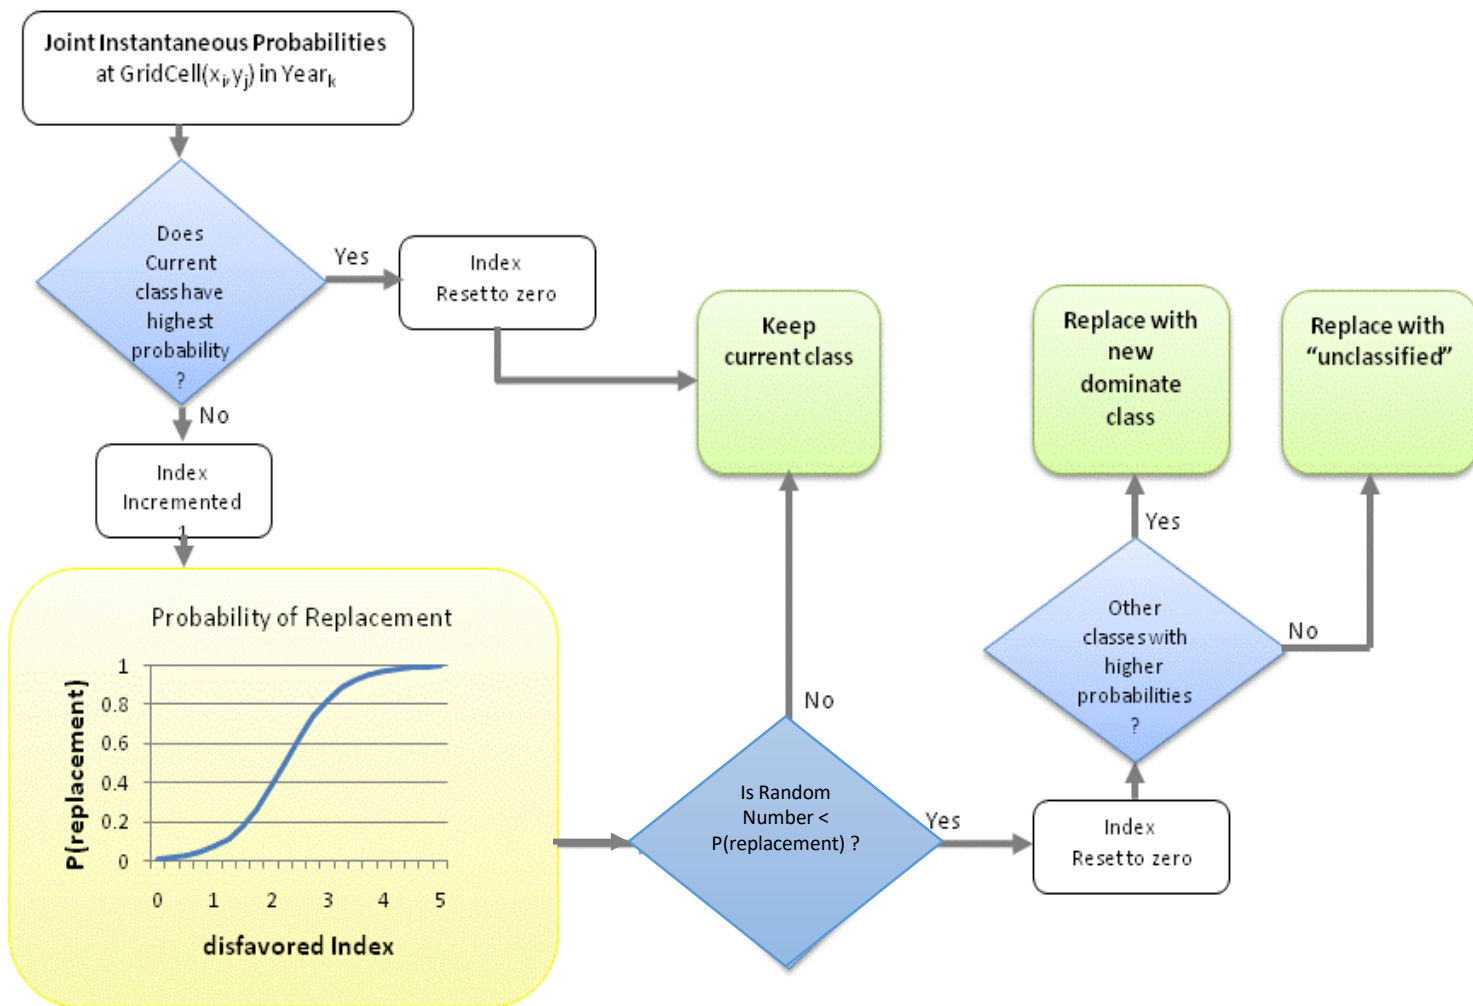 Joint Instantaneous Probabilities
at GridCell(xi,yj) in Yeark
Does
Current
class have
highest
probability
?
Yes
Index
Reset to zero
Keep
current class
No
Index
Incremented
1
Probability of Replacement
P(replacement)
1
0.8
0.6
0.4
0.2
0
0 1 2 3 4 5
disfavored Index
Is Random
Number <
P(replacement) ?
No
Yes
Index
Reset to zero
Other
classes with
higher
probabilities
?
Yes
No
Replace with
new
dominate
class
Replace with
“unclassified”